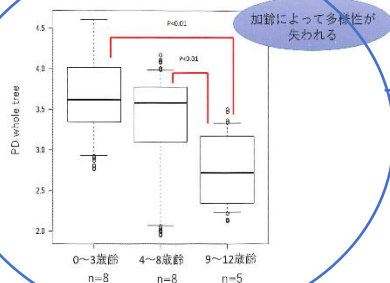 加齢によって多様性が
失われる
P<0.01
P<0.01
PD whole tree
4.5
4.0
3.5
3.0
2.5
2.0
0～3歳齢 4～8歳齢 9～12歳齢
n=8 n=8 n=5